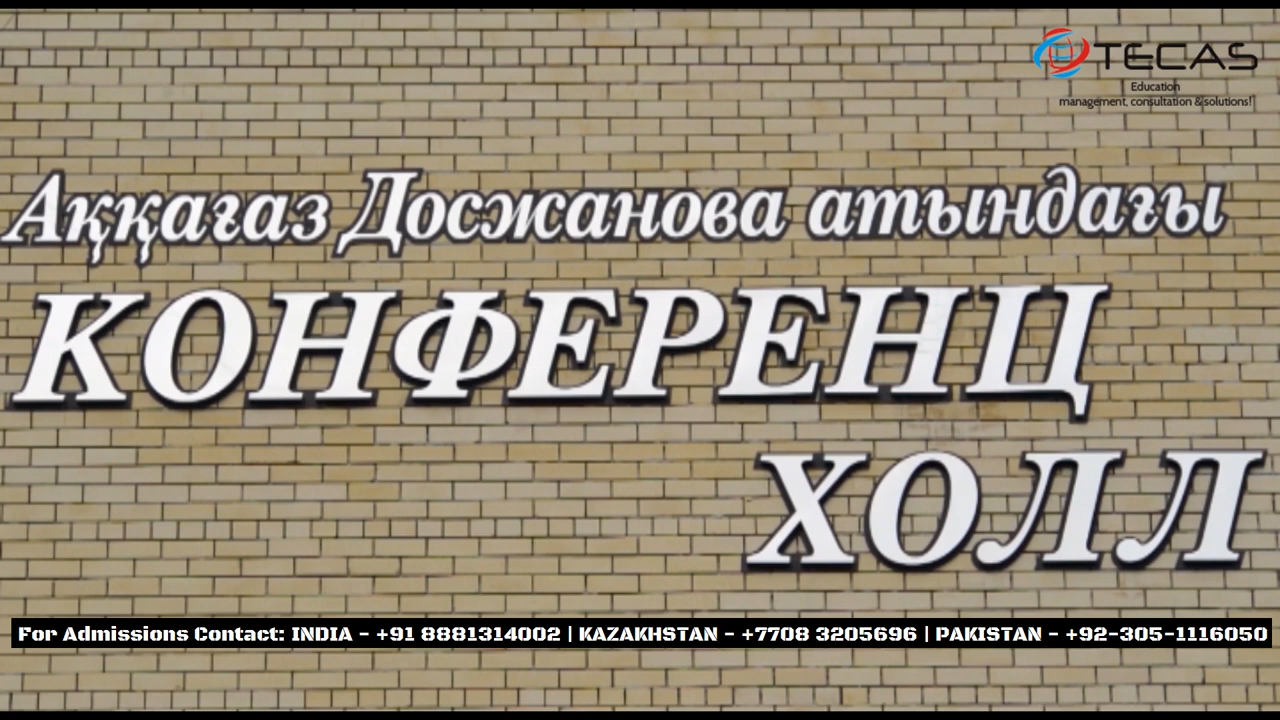 TECAS
Education
management, consultation & solutions!
Аққағаз Досжанова атындағы
КОНФЕРЕНЦ
ХОЛЛ
For Admissions Contact: INDIA - +91 8881314002 | KAZAKHSTAN - +7708 3205696 | PAKISTAN - +92-305-1116050